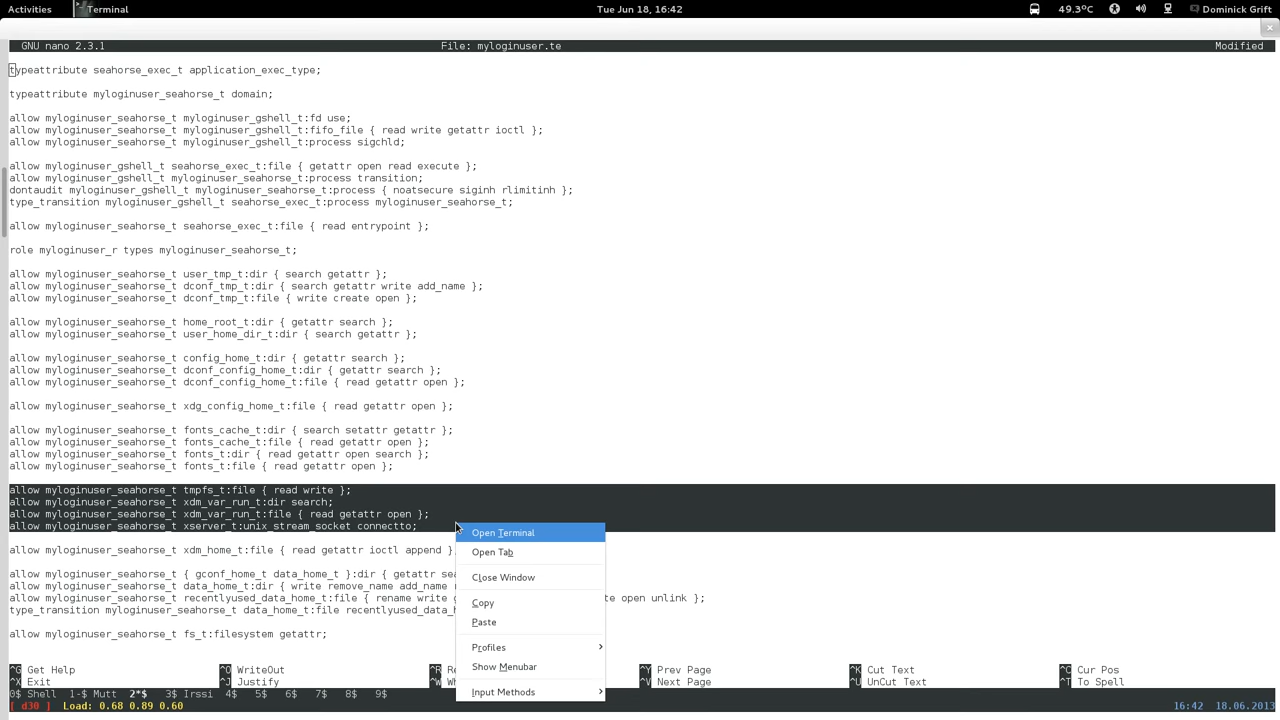 Activities Terminal Tue Jun 18, 16:42 49.3°C Dominick Grift
GNU nano 2.3.1 File: myloginuser.te Modified
typeattribute seahorse_exec_t application_exec_type;
typeattribute myloginuser_seahorse_t domain;
allow myloginuser_seahorse_t myloginuser_gshell_t:fd use;
allow myloginuser_seahorse_t myloginuser_gshell_t:fifo_file { read write getattr ioctl };
allow myloginuser_seahorse_t myloginuser_gshell_t:process sigchld;
allow myloginuser_gshell_t seahorse_exec_t:file { getattr open read execute };
allow myloginuser_gshell_t myloginuser_seahorse_t:process transition;
dontaudit myloginuser_gshell_t myloginuser_seahorse_t:process { noatsecure siginh rlimitinh };
type_transition myloginuser_gshell_t seahorse_exec_t:process myloginuser_seahorse_t;
allow myloginuser_seahorse_t seahorse_exec_t:file { read entrypoint };
role myloginuser_r types myloginuser_seahorse_t;
allow myloginuser_seahorse_t user_tmp_t:dir { search getattr };
allow myloginuser_seahorse_t dconf_tmp_t:dir { search getattr write add_name };
allow myloginuser_seahorse_t dconf_tmp_t:file { write create open };
allow myloginuser_seahorse_t home_root_t:dir { getattr search };
allow myloginuser_seahorse_t user_home_dir_t:dir { search getattr };
allow myloginuser_seahorse_t config_home_t:dir { getattr search };
allow myloginuser_seahorse_t dconf_config_home_t:dir { getattr search };
allow myloginuser_seahorse_t dconf_config_home_t:file { read getattr open };
allow myloginuser_seahorse_t xdg_config_home_t:file { read getattr open };
allow myloginuser_seahorse_t fonts_cache_t:dir { search setattr getattr };
allow myloginuser_seahorse_t fonts_cache_t:file { read getattr open };
allow myloginuser_seahorse_t fonts_t:dir { read getattr open search };
allow myloginuser_seahorse_t fonts_t:file { read getattr open };
allow myloginuser_seahorse_t tmpfs_t:file { read write };
allow myloginuser_seahorse_t xdm_var_run_t:dir search;
allow myloginuser_seahorse_t xdm_var_run_t:file { read getattr open };
allow myloginuser_seahorse_t xserver_t:unix_stream_socket connectto;
Open Terminal
allow myloginuser_seahorse_t xdm_home_t:file { read getattr ioctl append }
Open Tab
allow myloginuser_seahorse_t { gconf_home_t data_home_t }:dir { getattr
Close Window
allow myloginuser_seahorse_t data_home_t:dir { write remove_name add_name
allow myloginuser_seahorse_t recentlyused_data_home_t:file { rename write open unlink };
Copy
type_transition myloginuser_seahorse_t data_home_t:file
Paste
allow myloginuser_seahorse_t fs_t:filesystem getattr;
Profiles
Show Menubar
Input Methods
^G Get Help ^O WriteOut ^R ^Y Prev Page ^K Cut Text ^C Cur Pos
^X Exit ^J Justify ^W ^V Next Page ^U UnCut Text ^T To Spell
0$ Shell 1-$ Mutt 2*$ 3$ Irssi 4$ 5$ 6$ 7$ 8$ 9$
[ d30 ] Load: 0.68 0.89 0.60 16:42 18.06.2013